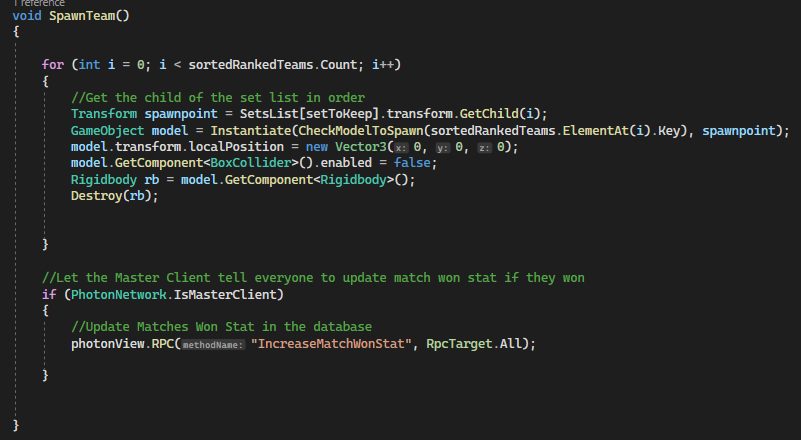 1 reference
void SpawnTeam()
{
for (int i = 0; i < sortedRankedTeams.Count; i++)
{
//Get the child of the set list in order
Transform spawnpoint = SetsList[setToKeep].transform.GetChild(i);
GameObject model = Instantiate(CheckModelToSpawn(sortedRankedTeams.ElementAt(i).Key), spawnpoint);
model.transform.localPosition = new Vector3(x: 0, y: 0, z: 0);
model.GetComponent<BoxCollider>().enabled = false;
Rigidbody rb = model.GetComponent<Rigidbody>();
Destroy(rb);
}
//Let the Master Client tell everyone to update match won stat if they won
if (PhotonNetwork.IsMasterClient)
{
//Update Matches Won Stat in the database
photonView.RPC(methodName: "IncreaseMatchWonStat", RpcTarget.All);
}
}